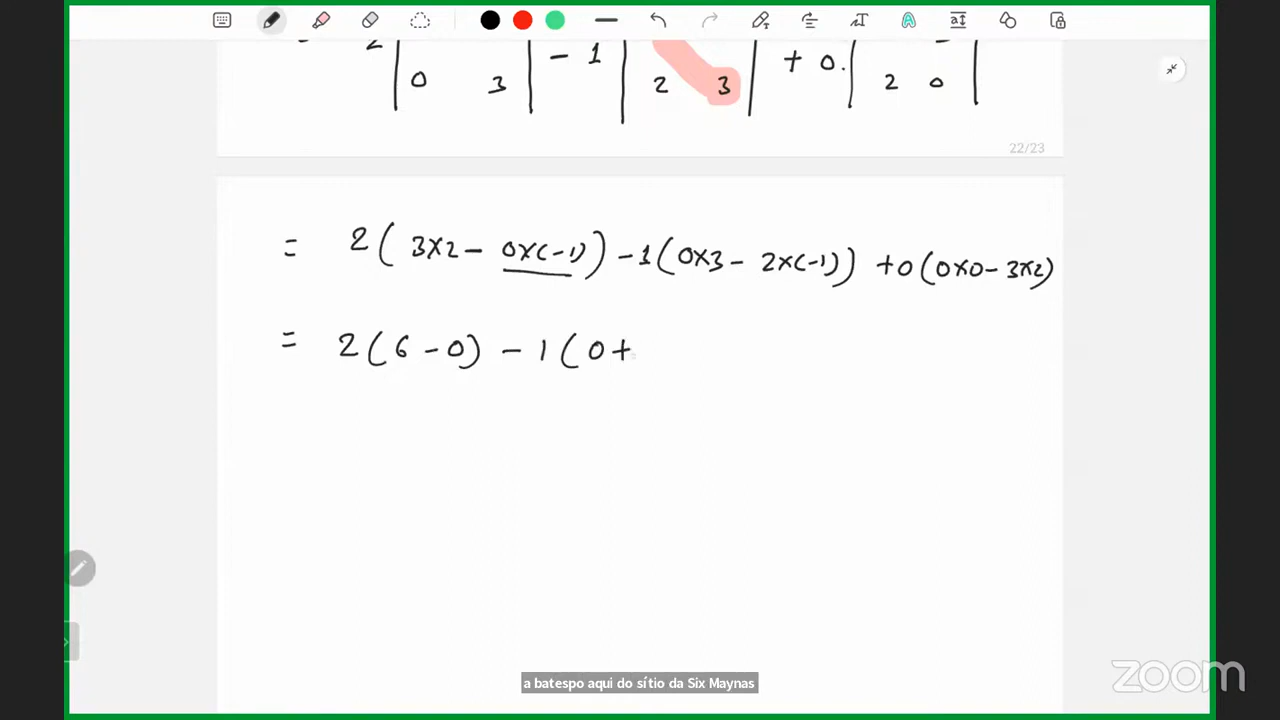 2 | 0 3 | - 1 | 2 3 | + 0. | 2 0 |
22/23
= 2 ( 3×2 - 0×(-1) ) - 1 ( 0×3 - 2×(-1) ) + 0 ( 0×0 - 3×2 )
= 2 ( 6 - 0 ) - 1 ( 0 +
a batespo aqui do sítio da Six Maynas
zoom